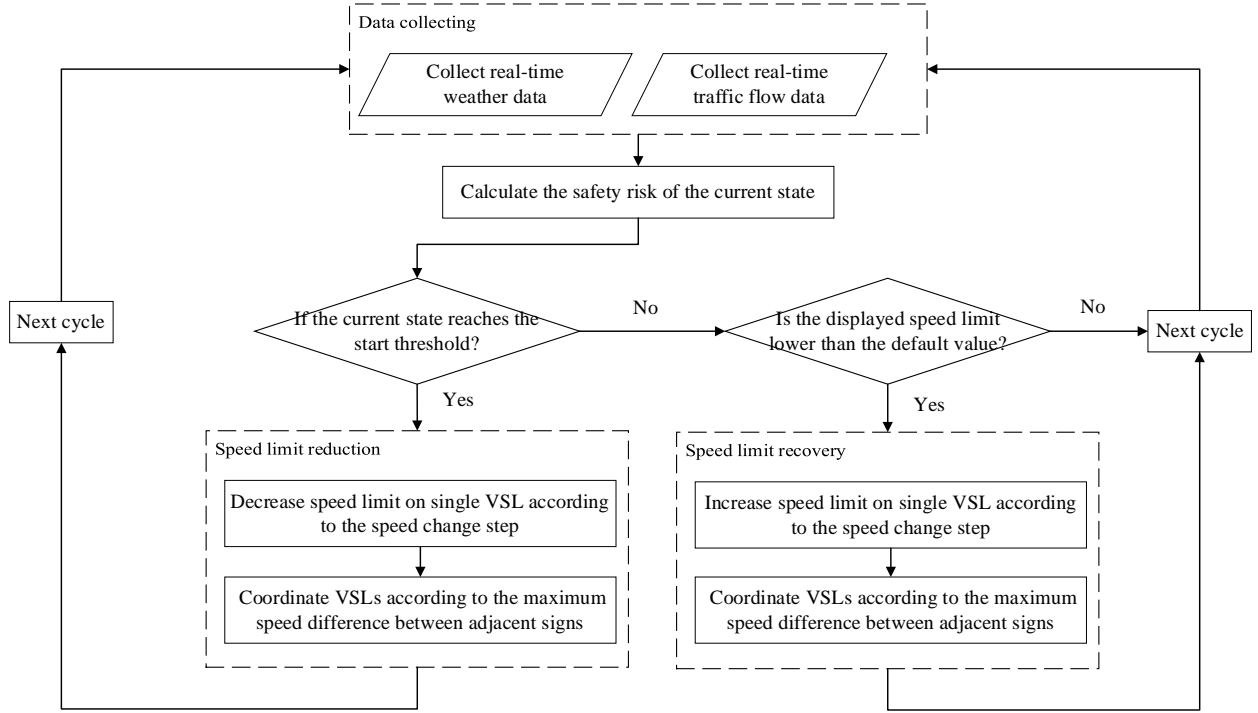 Data collecting
Collect real-time
weather data
Collect real-time
traffic flow data
Calculate the safety risk of the current state
Next cycle
If the current state reaches the
start threshold?
No
Is the displayed speed limit
lower than the default value?
No
Next cycle
Yes
Yes
Speed limit reduction
Decrease speed limit on single VSL according
to the speed change step
Coordinate VSLs according to the maximum
speed difference between adjacent signs
Speed limit recovery
Increase speed limit on single VSL according
to the speed change step
Coordinate VSLs according to the maximum
speed difference between adjacent signs